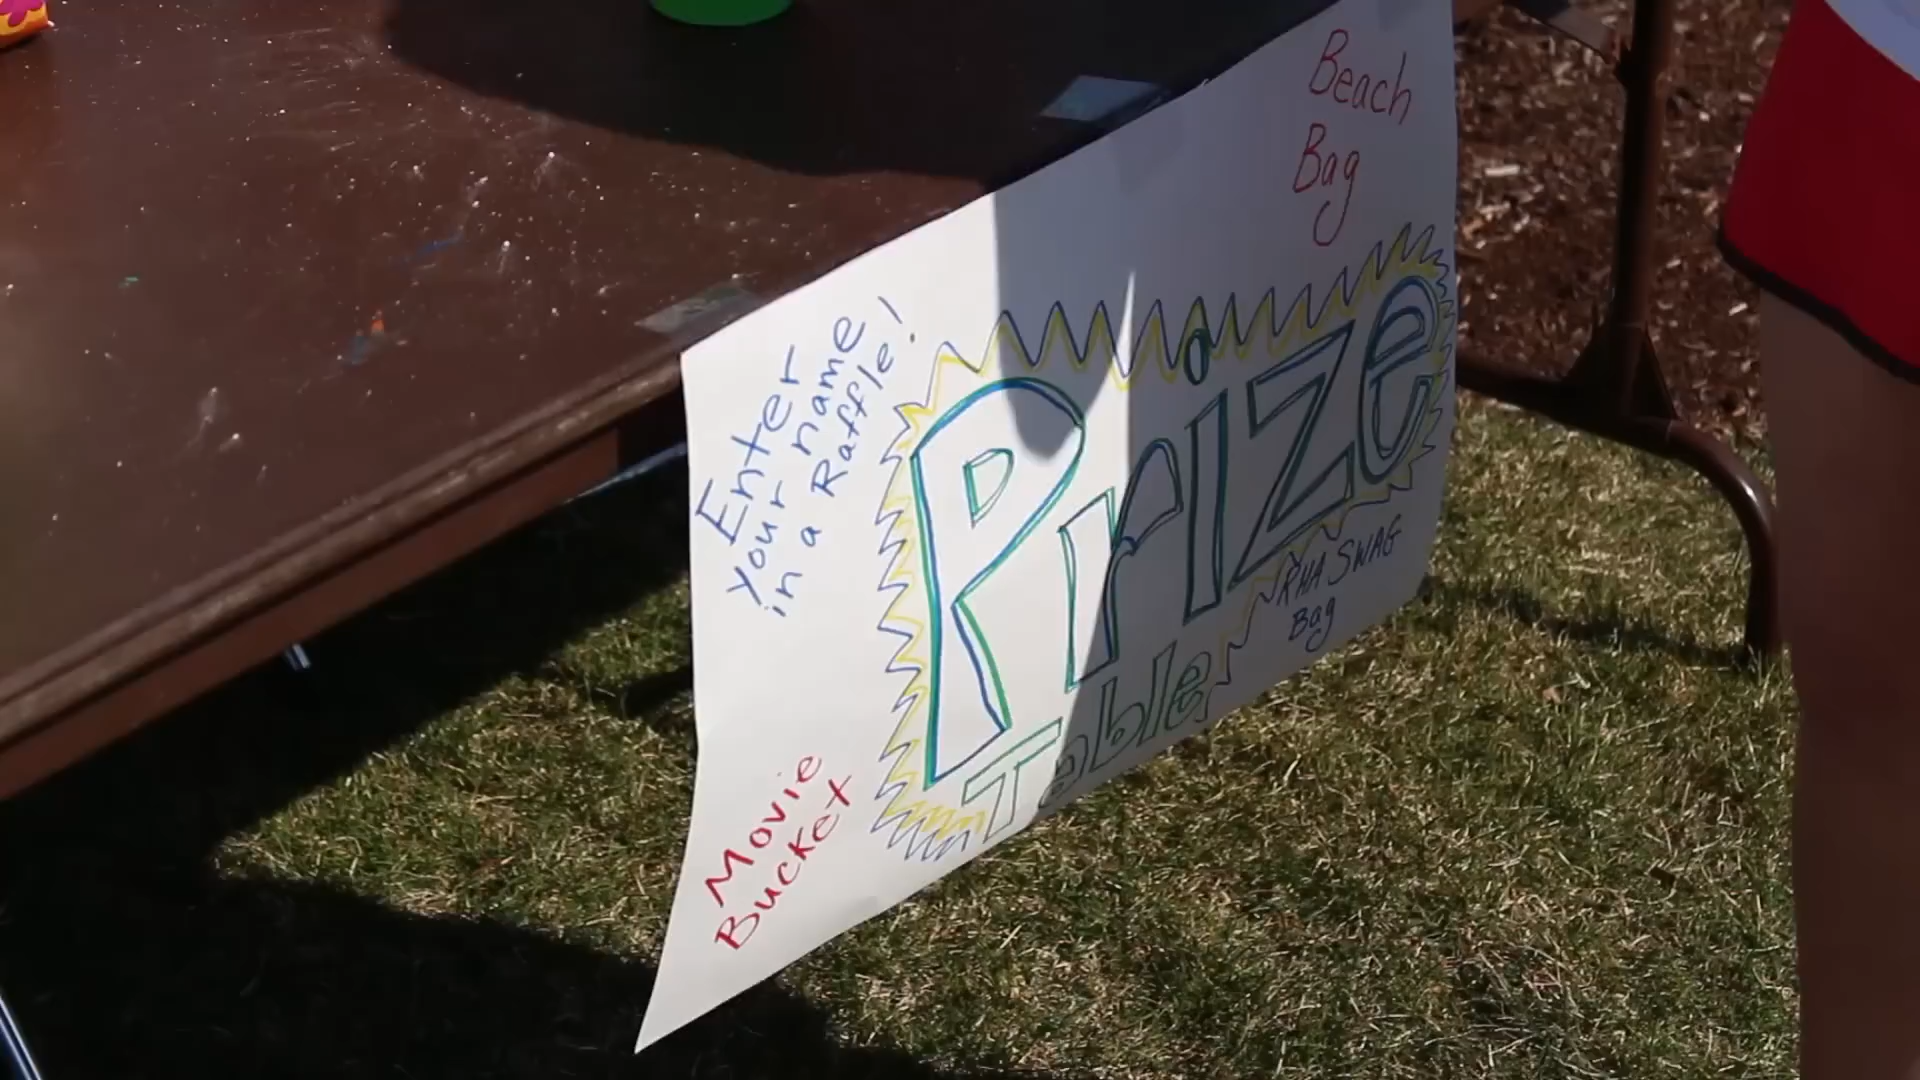 Beach
Bag
Enter
your name
in a Raffle!
Prize
Table
RHA SWAG
Bag
Movie
Bucket